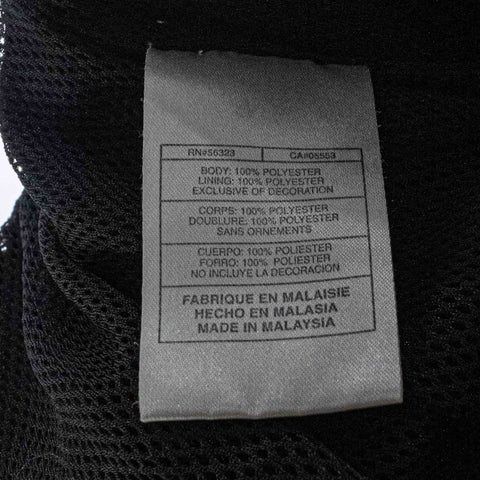 RN#56323 CA#05553
BODY: 100% POLYESTER
LINING: 100% POLYESTER
EXCLUSIVE OF DECORATION
CORPS: 100% POLYESTER
DOUBLURE: 100% POLYESTER
SANS ORNEMENTS
CUERPO: 100% POLIESTER
FORRO: 100% POLIESTER
NO INCLUYE LA DECORACION
FABRIQUE EN MALAISIE
HECHO EN MALASIA
MADE IN MALAYSIA